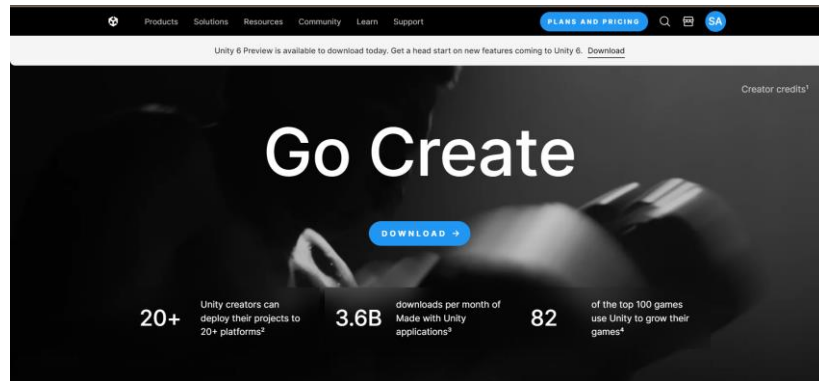 Products Solutions Resources Community Learn Support PLANS AND PRICING SA
Unity 6 Preview is available to download today. Get a head start on new features coming to Unity 6. Download
Creator credits¹
Go Create
DOWNLOAD →
20+
Unity creators can
deploy their projects to
20+ platforms²
3.6B
downloads per month of
Made with Unity
applications³
82
of the top 100 games
use Unity to grow their
games⁴